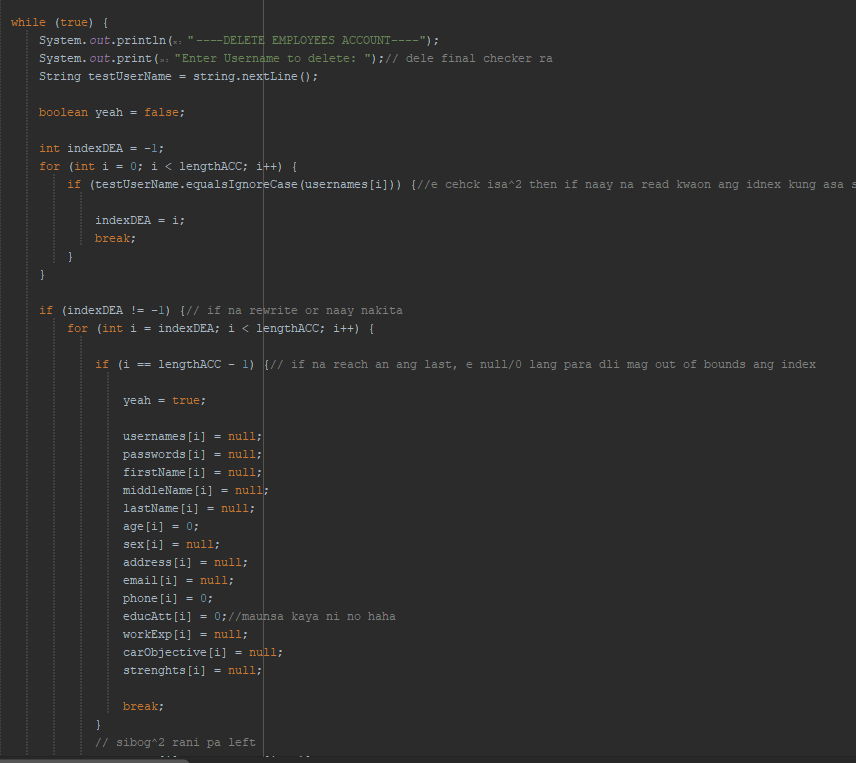 while (true) {
System.out.println(x: "----DELETE EMPLOYEES ACCOUNT----");
System.out.print(s: "Enter Username to delete: ");// dele final checker ra
String testUserName = string.nextLine();
boolean yeah = false;
int indexDEA = -1;
for (int i = 0; i < lengthACC; i++) {
if (testUserName.equalsIgnoreCase(usernames[i])) {//e cehck isa^2 then if naay na read kwaon ang idnex kung asa s
indexDEA = i;
break;
}
}
if (indexDEA != -1) {// if na rewrite or naay nakita
for (int i = indexDEA; i < lengthACC; i++) {
if (i == lengthACC - 1) {// if na reach an ang last, e null/0 lang para dli mag out of bounds ang index
yeah = true;
usernames[i] = null;
passwords[i] = null;
firstName[i] = null;
middleName[i] = null;
lastName[i] = null;
age[i] = 0;
sex[i] = null;
address[i] = null;
email[i] = null;
phone[i] = 0;
educAtt[i] = 0;//maunsa kaya ni no haha
workExp[i] = null;
carObjective[i] = null;
strenghts[i] = null;
break;
}
// sibog^2 rani pa left